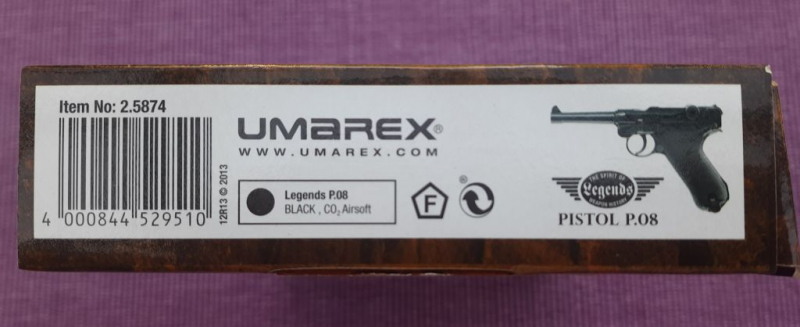 Item No: 2.5874
4 000844 529510
12R13 © 2013
UMAREX®
WWW.UMAREX.COM
Legends P.08
BLACK , CO2 Airsoft
F
®
THE SPIRIT OF
Legends
WEAPON HISTORY
PISTOL P.08